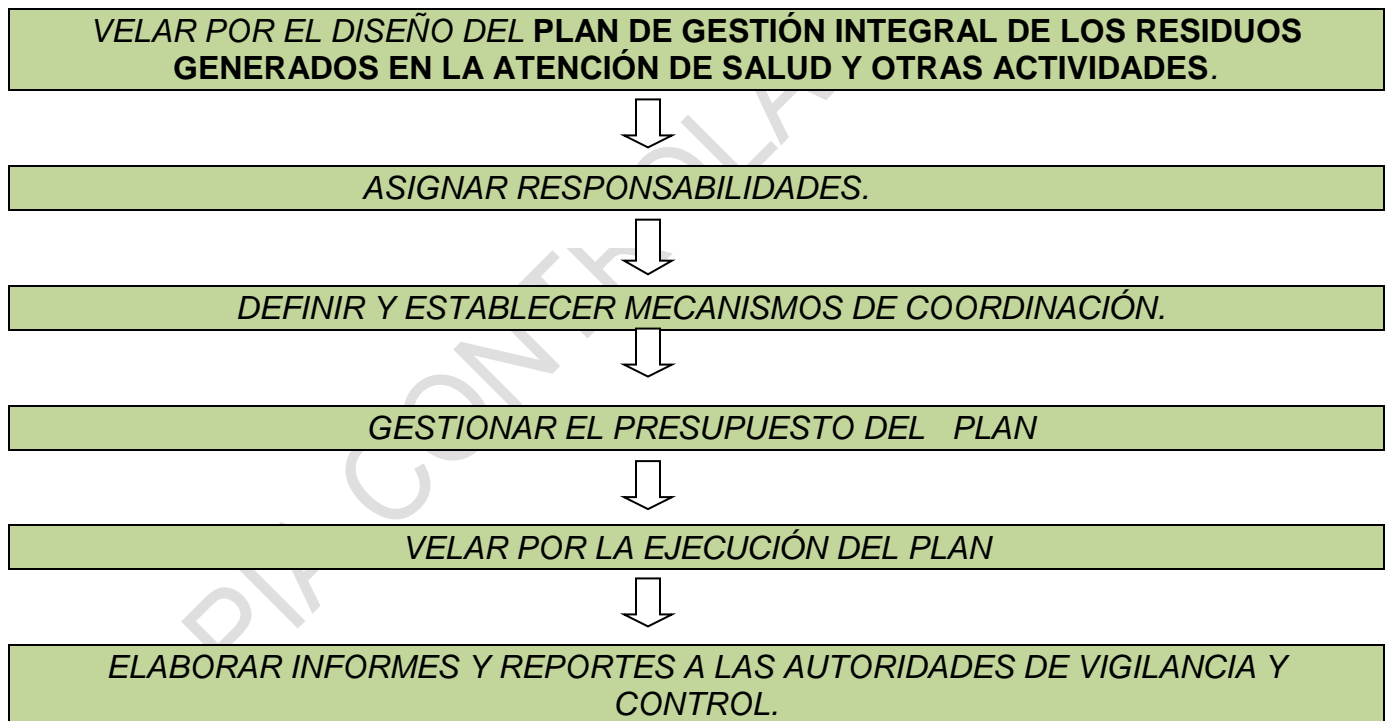 VELAR POR EL DISEÑO DEL PLAN DE GESTIÓN INTEGRAL DE LOS RESIDUOS
GENERADOS EN LA ATENCIÓN DE SALUD Y OTRAS ACTIVIDADES.
ASIGNAR RESPONSABILIDADES.
DEFINIR Y ESTABLECER MECANISMOS DE COORDINACIÓN.
GESTIONAR EL PRESUPUESTO DEL PLAN
VELAR POR LA EJECUCIÓN DEL PLAN
ELABORAR INFORMES Y REPORTES A LAS AUTORIDADES DE VIGILANCIA Y
CONTROL.